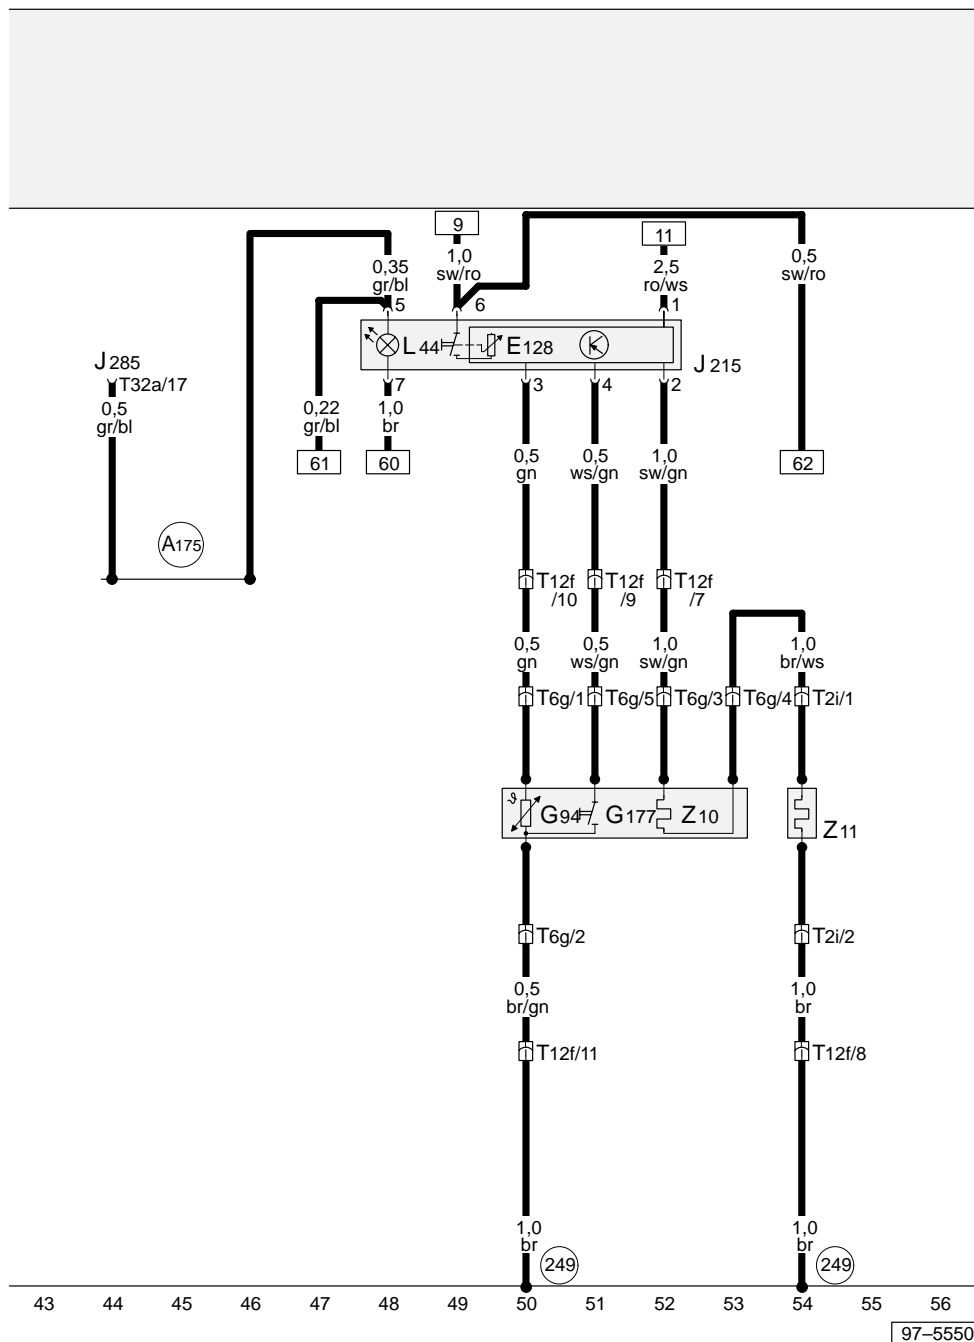 9
11
0,35
gr/bl
1,0
sw/ro
2,5
ro/ws
0,5
sw/ro
5
6
1
L 44
E128
J 215
J 285
T32a/17
7
3
4
2
0,5
gr/bl
0,22
gr/bl
1,0
br
61
60
62
0,5
gn
0,5
ws/gn
1,0
sw/gn
A175
T12f
/10
T12f
/9
T12f
/7
0,5
gn
0,5
ws/gn
1,0
sw/gn
1,0
br/ws
T6g/1
T6g/5
T6g/3
T6g/4
T2i/1
ϑ
G94
G177
Z10
Z11
T6g/2
T2i/2
0,5
br/gn
1,0
br
T12f/11
T12f/8
1,0
br
249
1,0
br
249
43 44 45 46 47 48 49 50 51 52 53 54 55 56
97–5550